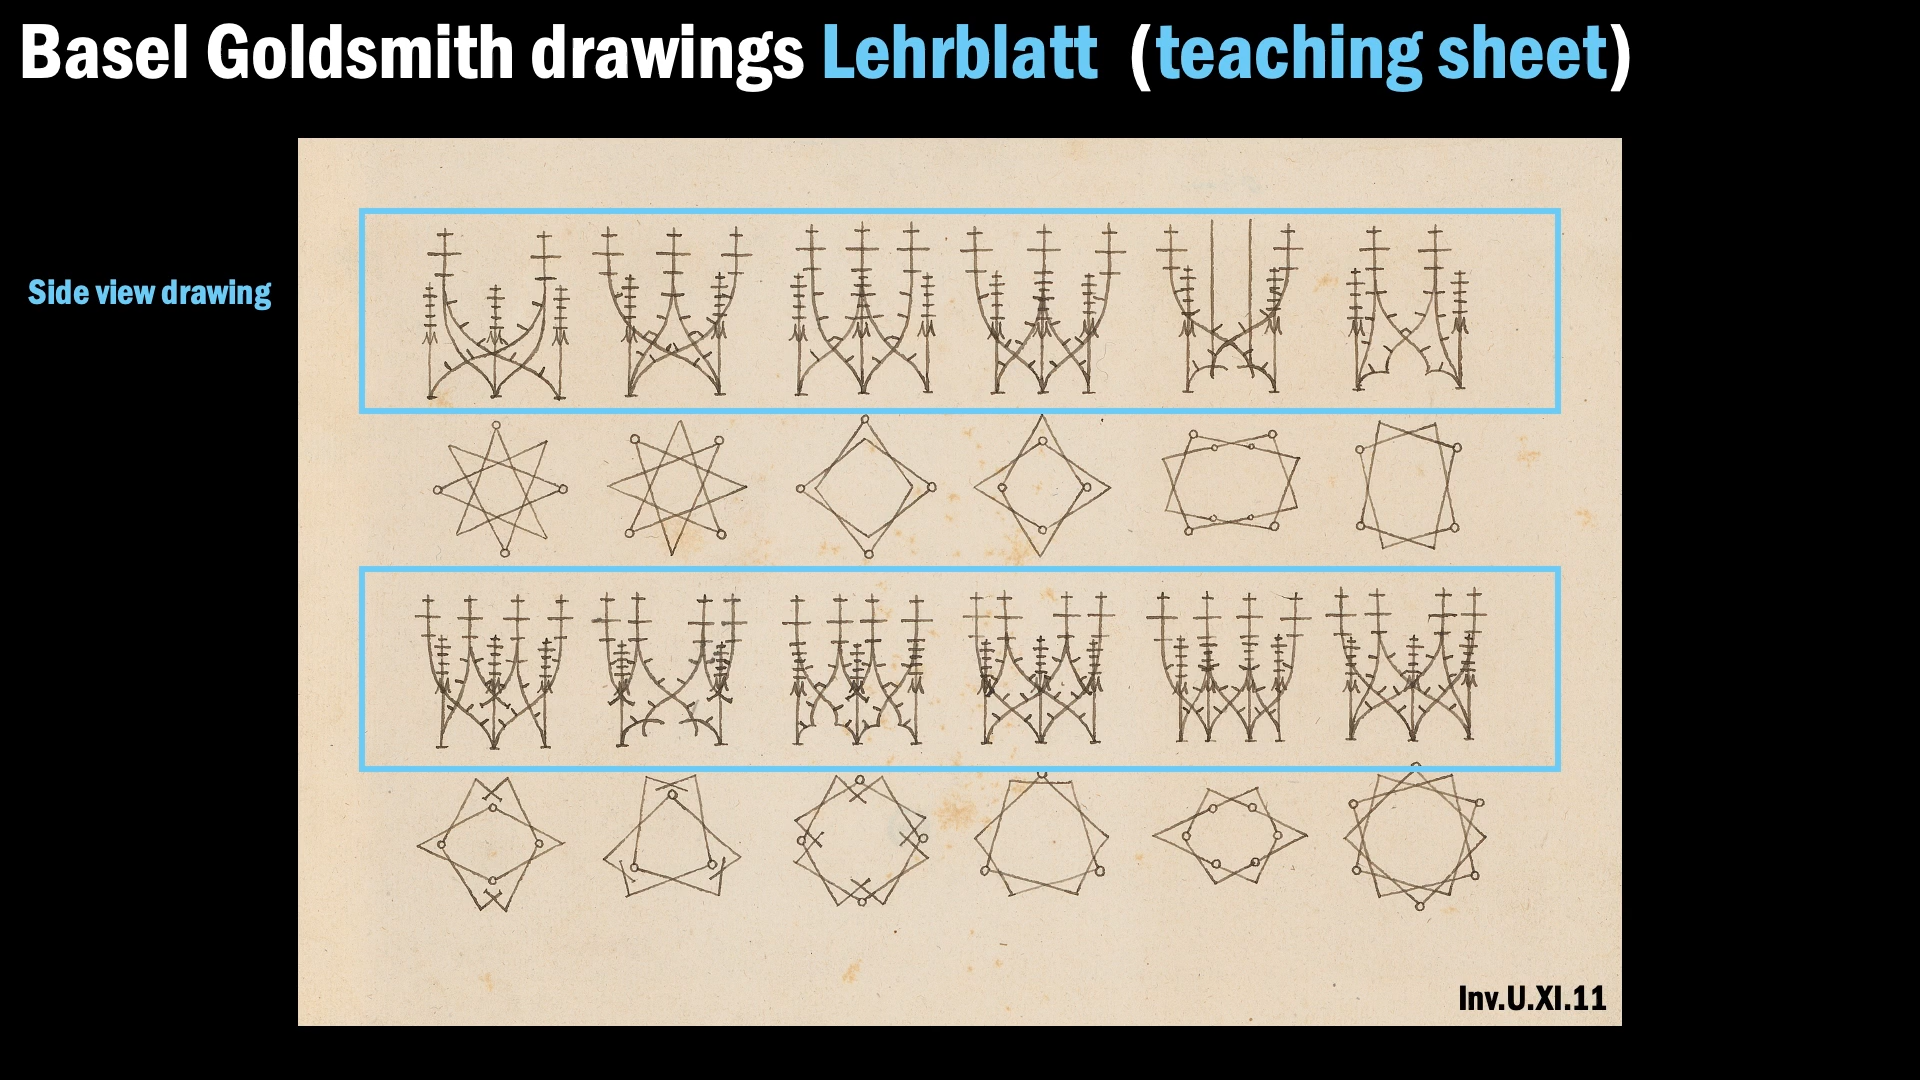 Basel Goldsmith drawings Lehrblatt (teaching sheet)
Side view drawing
Inv.U.XI.11